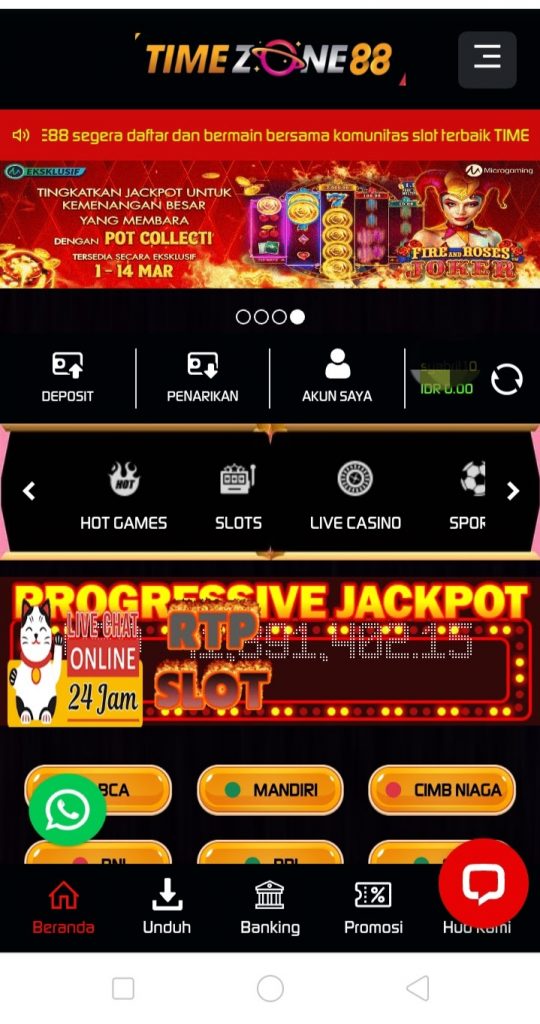 TIMEZONE88
E88 segera daftar dan bermain bersama komunitas slot terbaik TIME
EKSKLUSIF
Microgaming
TINGKATKAN JACKPOT UNTUK
KEMENANGAN BESAR
YANG MEMBARA
DENGAN POT COLLECT
TERSEDIA SECARA EKSKLUSIF
1 - 14 MAR
FIRE AND ROSES
JOKER
DEPOSIT
PENARIKAN
AKUN SAYA
IDR 0.00
HOT
HOT GAMES
SLOTS
LIVE CASINO
SPOR
PROGRESSIVE JACKPOT
LIVE CHAT
ONLINE
24 Jam
RTP
SLOT
,891,402.15
BCA
MANDIRI
CIMB NIAGA
BNI
BRI
Beranda
Unduh
Banking
Promosi
Hub Kami